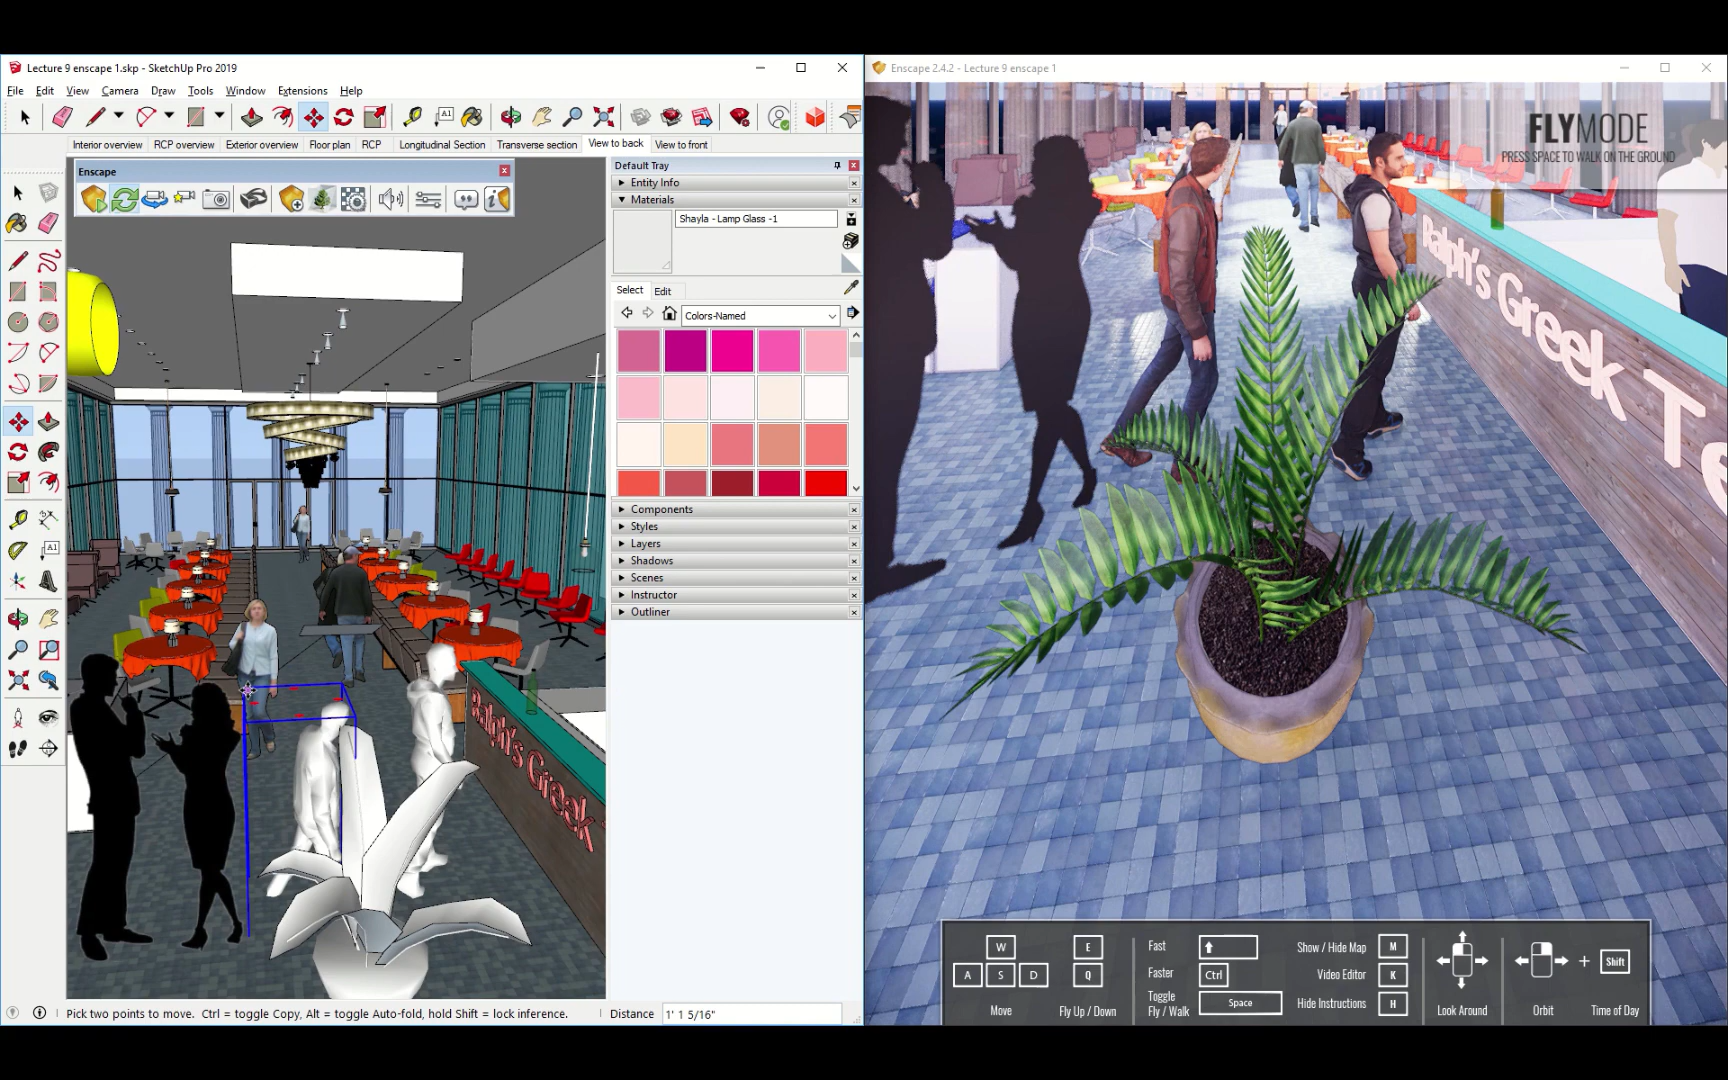 Lecture 9 enscape 1.skp - SketchUp Pro 2019
File Edit View Camera Draw Tools Window Extensions Help
A1
Interior overview RCP overview Exterior overview Floor plan RCP Longitudinal Section Transverse section View to back View to front
Enscape
Default Tray
Entity Info
Materials
Shayla - Lamp Glass -1
Select Edit
Colors-Named
Components
Styles
Layers
Shadows
Scenes
Instructor
Outliner
A1
Ralph's Greek
Pick two points to move. Ctrl = toggle Copy, Alt = toggle Auto-fold, hold Shift = lock inference.
Distance 1' 1 5/16"
Enscape 2.4.2 - Lecture 9 enscape 1
FLYMODE
PRESS SPACE TO WALK ON THE GROUND
Ralph's Greek Te
W
A S D
Move
E
Q
Fly Up / Down
Fast
Faster Ctrl
Toggle
Fly / Walk Space
Show / Hide Map M
Video Editor K
Hide Instructions H
Look Around
Orbit
+ Shift
Time of Day